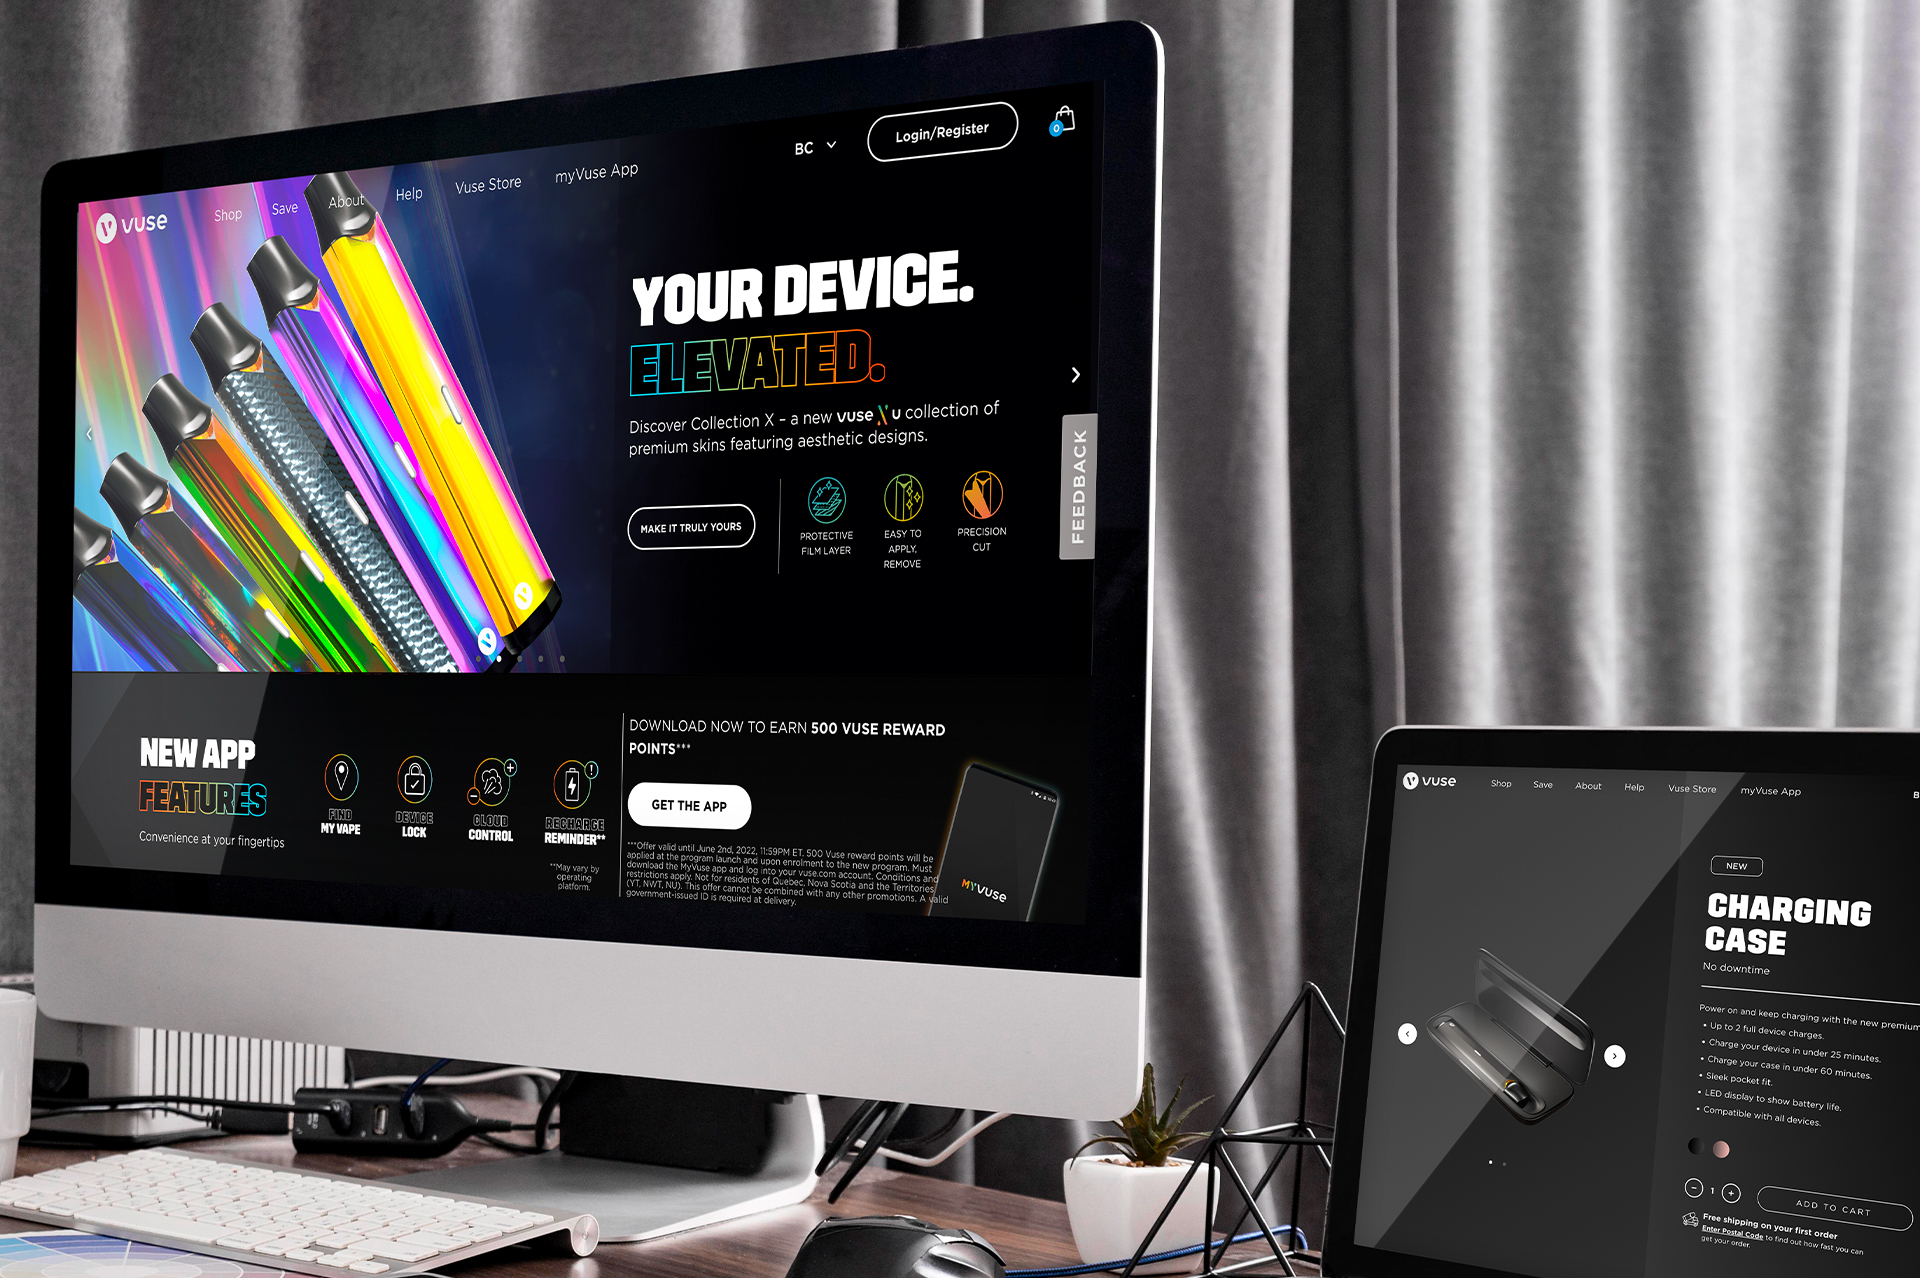 vuse
Shop
Save
About
Help
Vuse Store
myVuse App
BC
Login/Register
0
YOUR DEVICE.
ELEVATED.
Discover Collection X – a new vuse X u collection of
premium skins featuring aesthetic designs.
MAKE IT TRULY YOURS
PROTECTIVE
FILM LAYER
EASY TO
APPLY,
REMOVE
PRECISION
CUT
FEEDBACK
NEW APP
FEATURES
Convenience at your fingertips
FIND
MY VAPE
DEVICE
LOCK
CLOUD
CONTROL
RECHARGE
REMINDER**
**May vary by
operating
platform.
DOWNLOAD NOW TO EARN 500 VUSE REWARD
POINTS***
GET THE APP
***Offer valid until June 2nd, 2022, 11:59PM ET. 500 Vuse reward points will be
applied at the program launch and upon enrolment to the new program. Must
download the MyVuse app and log into your vuse.com account. Conditions and
restrictions apply. Not for residents of Quebec, Nova Scotia and the Territories
(YT, NWT, NU). This offer cannot be combined with any other promotions. A valid
government-issued ID is required at delivery.
MYVUSE
vuse
Shop
Save
About
Help
Vuse Store
myVuse App
NEW
CHARGING
CASE
No downtime
Power on and keep charging with the new premium
• Up to 2 full device charges.
• Charge your device in under 25 minutes.
• Charge your case in under 60 minutes.
• Sleek pocket fit.
• LED display to show battery life.
• Compatible with all devices.
1
ADD TO CART
Free shipping on your first order
Enter Postal Code to find out how fast you can
get your order.